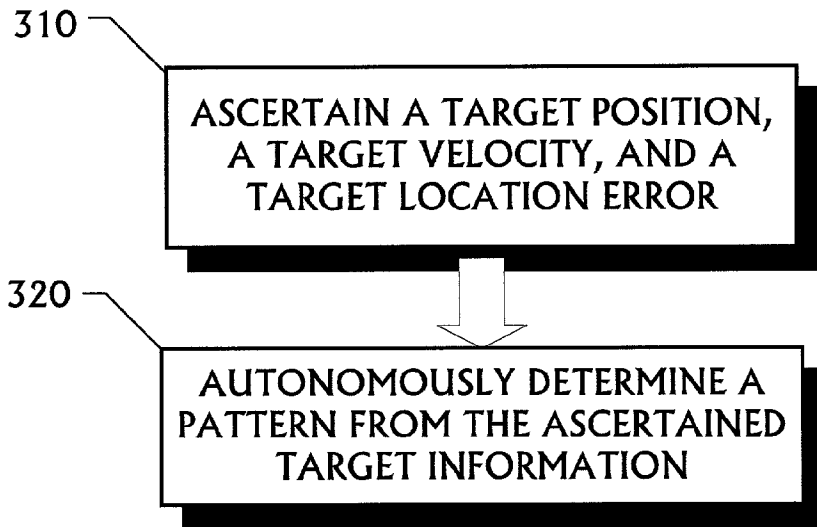 310
ASCERTAIN A TARGET POSITION,
A TARGET VELOCITY, AND A
TARGET LOCATION ERROR
320
AUTONOMOUSLY DETERMINE A
PATTERN FROM THE ASCERTAINED
TARGET INFORMATION